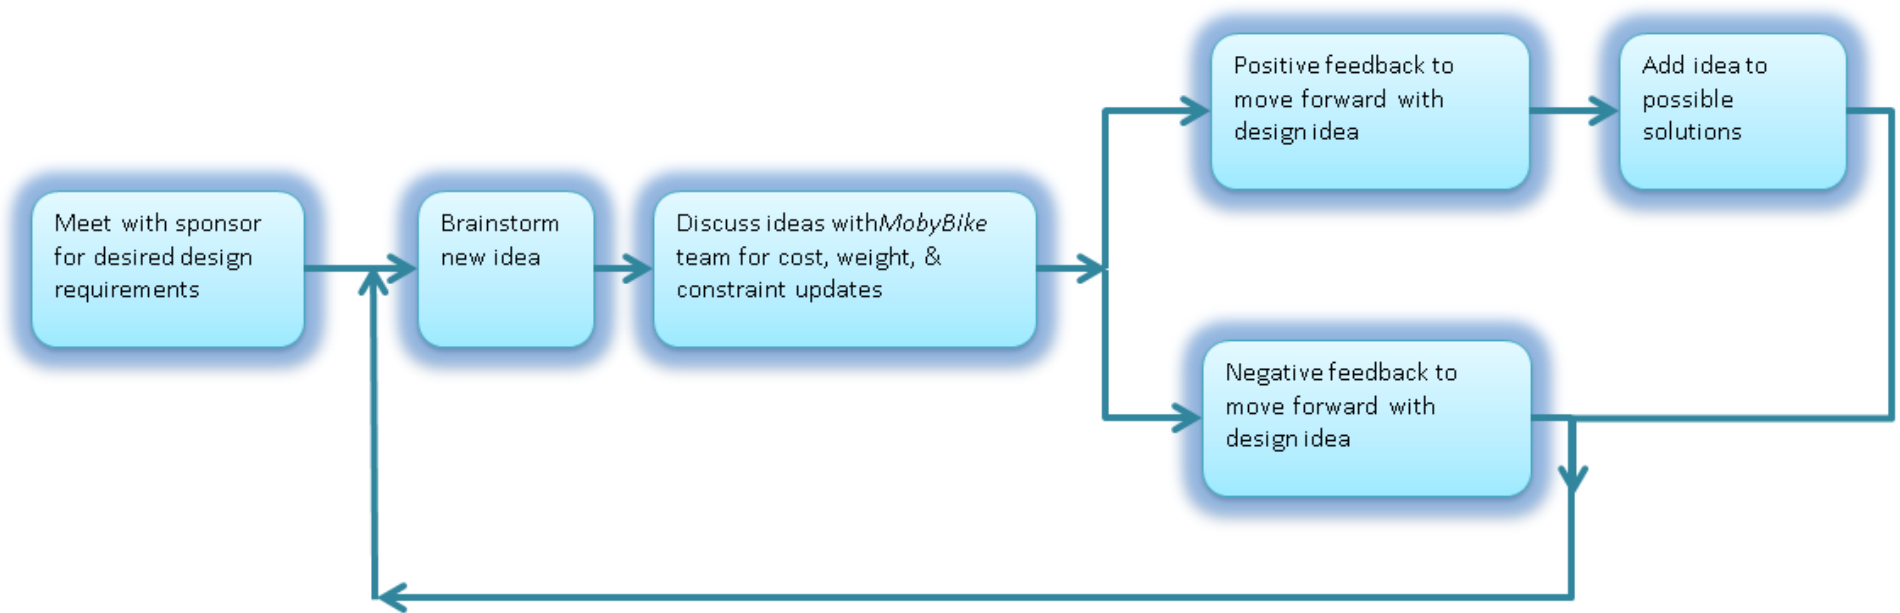 Meet with sponsor
for desired design
requirements
Brainstorm
new idea
Discuss ideas withMobyBike
team for cost, weight, &
constraint updates
Positive feedback to
move forward with
design idea
Add idea to
possible
solutions
Negative feedback to
move forward with
design idea